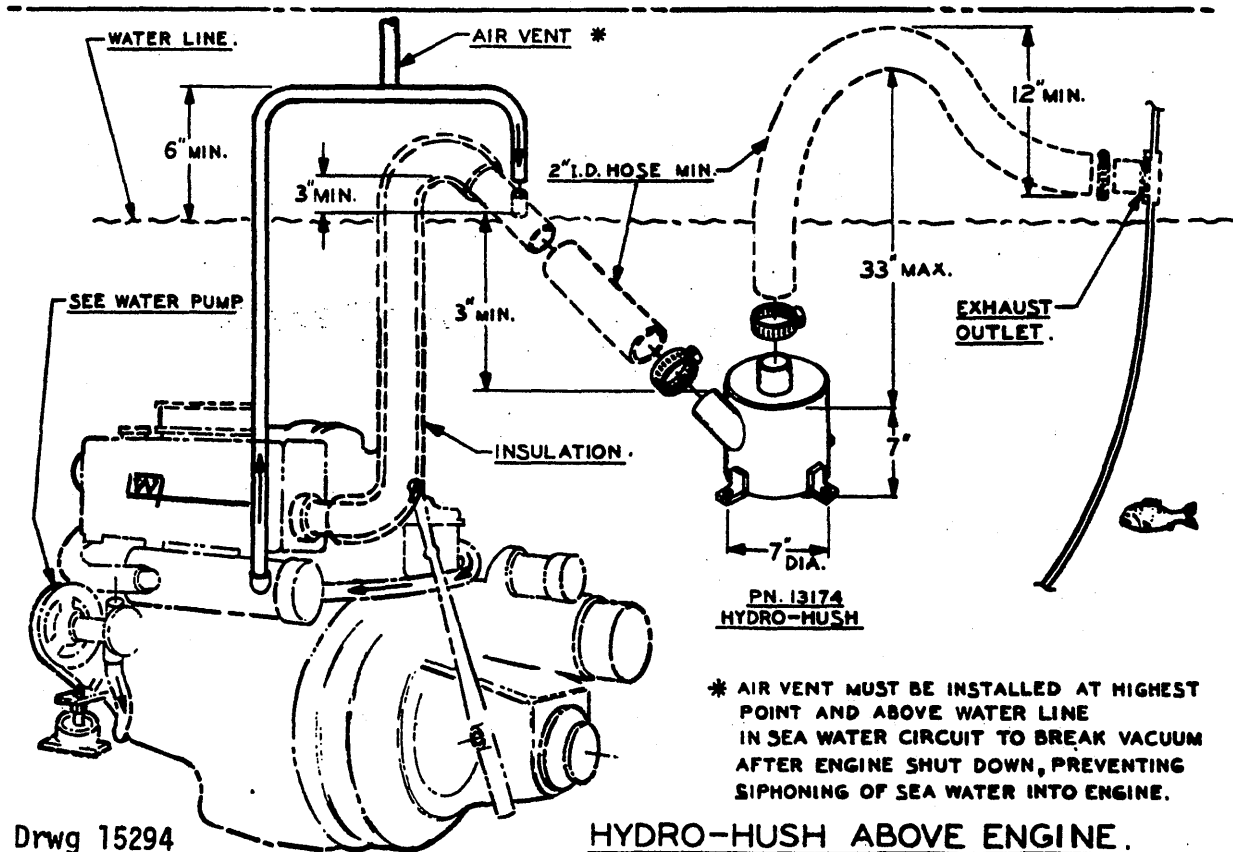 WATER LINE.
AIR VENT *
6" MIN.
3" MIN.
2" I.D. HOSE MIN.
12" MIN.
SEE WATER PUMP
3" MIN.
33" MAX.
EXHAUST
OUTLET.
INSULATION.
W
7"
7"
DIA.
PN. 13174
HYDRO-HUSH
* AIR VENT MUST BE INSTALLED AT HIGHEST
POINT AND ABOVE WATER LINE
IN SEA WATER CIRCUIT TO BREAK VACUUM
AFTER ENGINE SHUT DOWN, PREVENTING
SIPHONING OF SEA WATER INTO ENGINE.
Drwg 15294
HYDRO-HUSH ABOVE ENGINE.